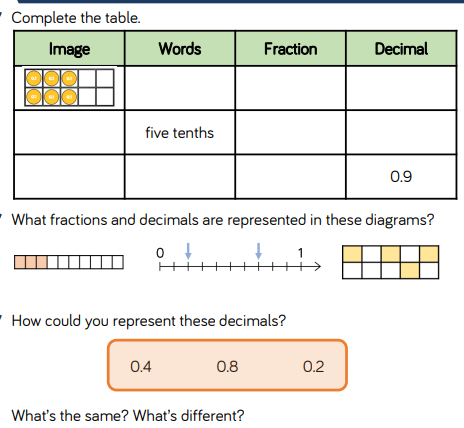 Complete the table.
Image Words Fraction Decimal
five tenths
0.9
What fractions and decimals are represented in these diagrams?
0 1
How could you represent these decimals?
0.4 0.8 0.2
What's the same? What's different?